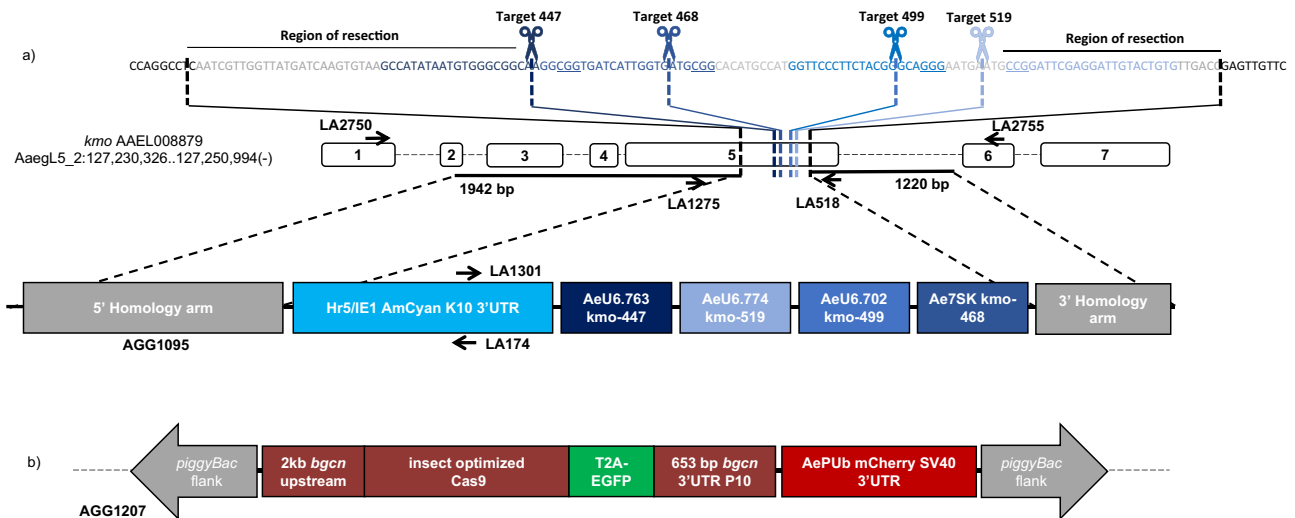 Target 447 Target 468 Target 499 Target 519
a) Region of resection Region of resection
CCAGGCCTCAATCGTTGGTTATGATCAAGTGTAAGCCATATAATGTGGGCGGCAAGGCGGTGATCATTGGTGATGCGGCACATGCCATGGTTCCCTTCTACGGGCAGGGAATGAATGCCGGATTCGAGGATTGTACTGTGTTGACCGAGTTGTTC
LA2750 LA2755
kmo AAEL008879
AaegL5_2:127,230,326..127,250,994(-)
1 2 3 4 5 6 7
1942 bp 1220 bp
LA1275 LA518
LA1301
5' Homology arm
Hr5/IE1 AmCyan K10 3'UTR
AeU6.763 kmo-447
AeU6.774 kmo-519
AeU6.702 kmo-499
Ae7SK kmo-468
3' Homology arm
AGG1095 LA174
b)
piggyBac flank
2kb bgcn upstream
insect optimized Cas9
T2A-EGFP
653 bp bgcn 3'UTR P10
AePUb mCherry SV40 3'UTR
piggyBac flank
AGG1207